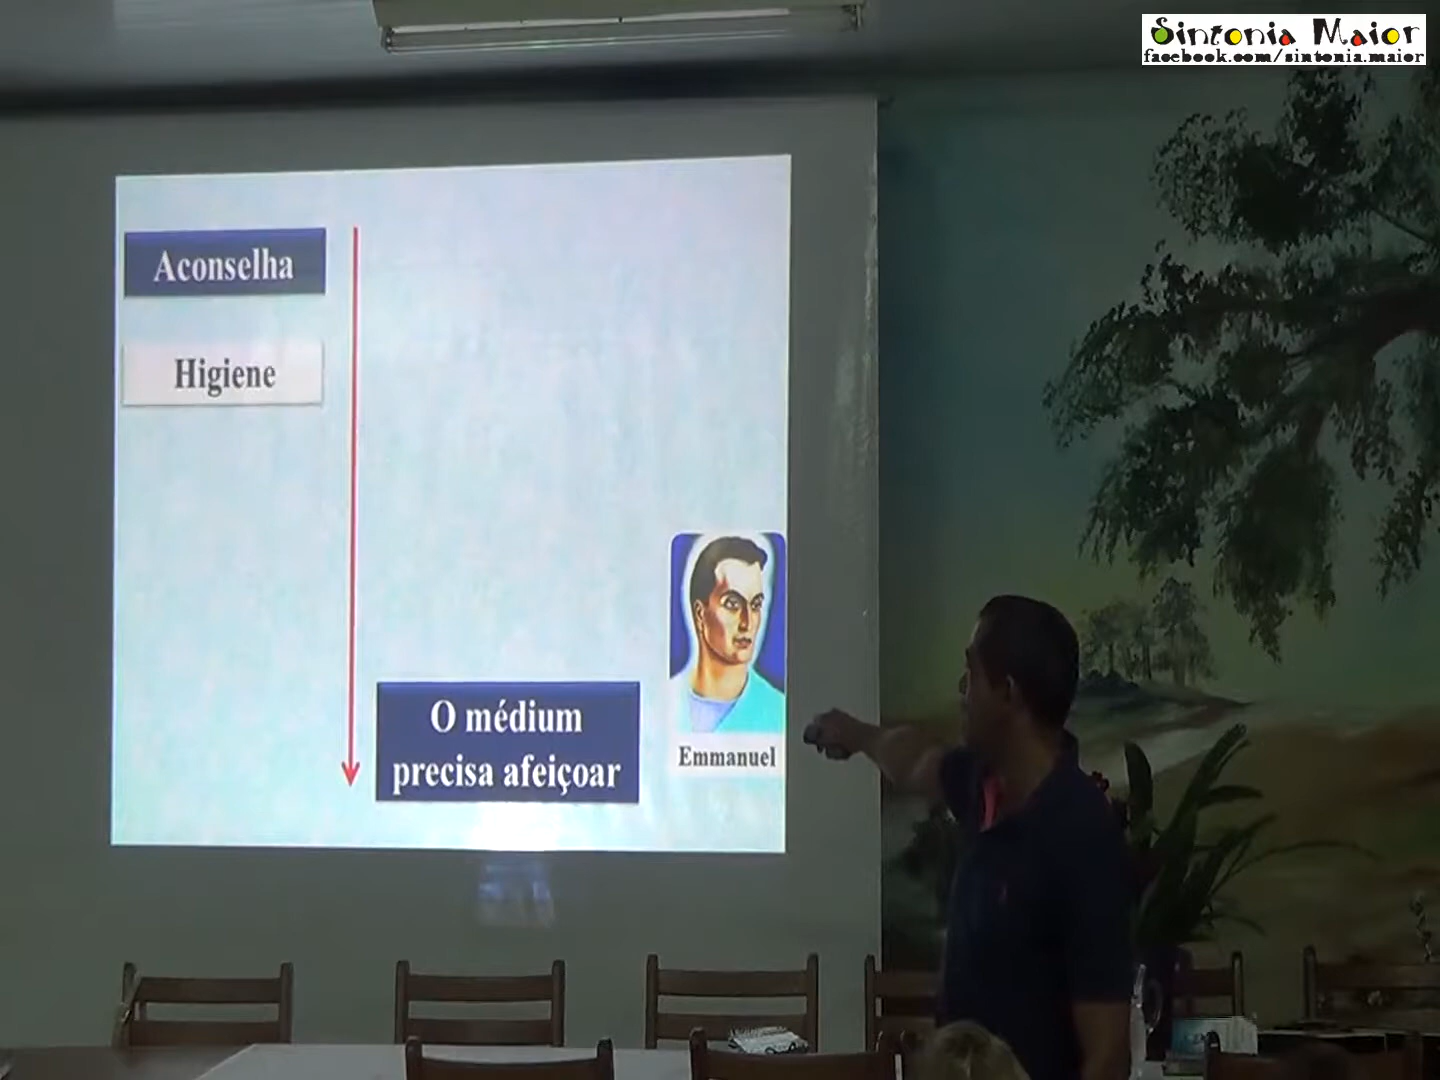 Sintonia Maior
facebook.com/sintonia.maior
Aconselha
Higiene
O médium
precisa afeiçoar
Emmanuel